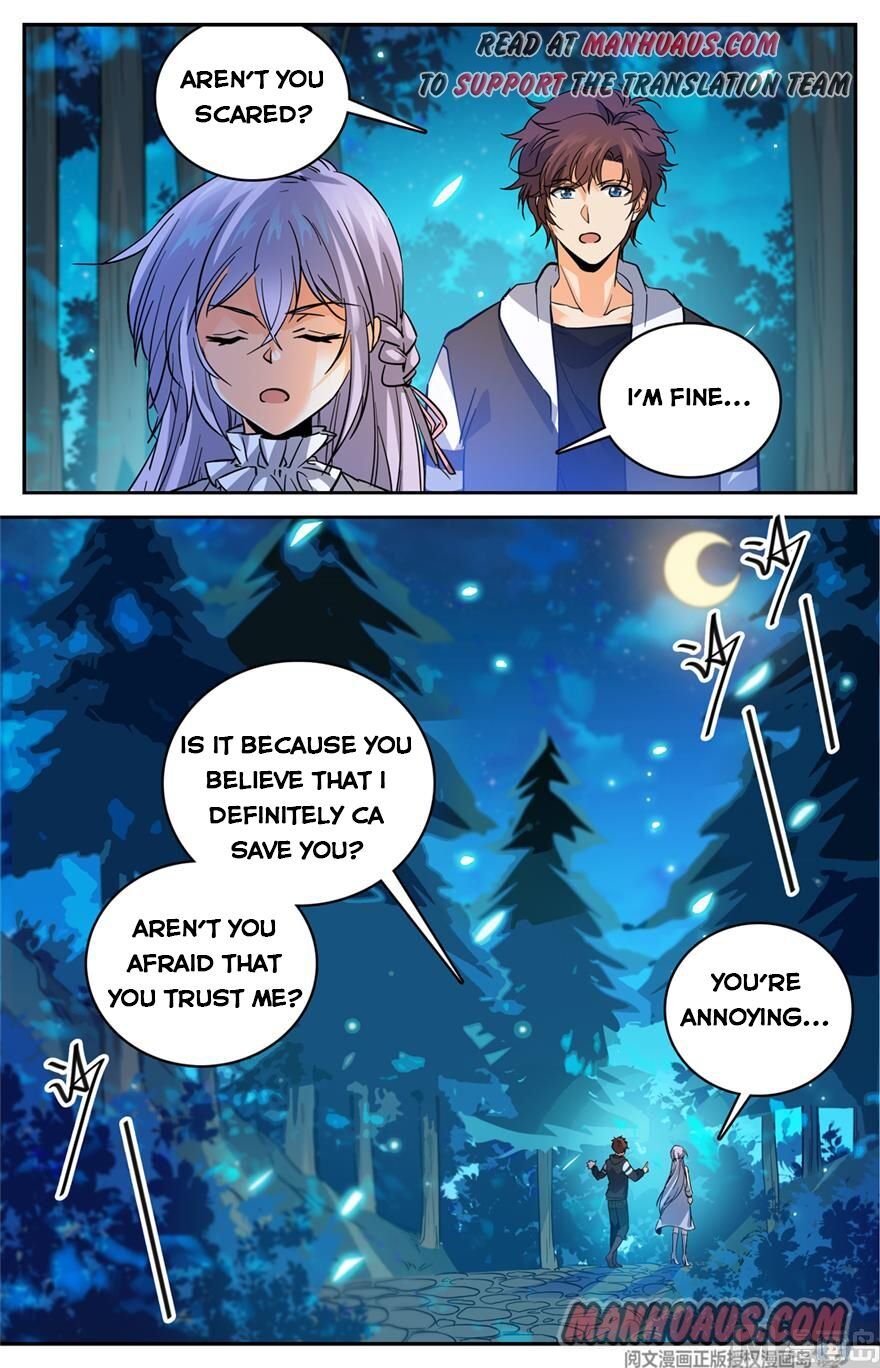 READ AT MANHUAUS.COM
TO SUPPORT THE TRANSLATION TEAM
AREN'T YOU
SCARED?
I'M FINE...
IS IT BECAUSE YOU
BELIEVE THAT I
DEFINITELY CA
SAVE YOU?
AREN'T YOU
AFRAID THAT
YOU TRUST ME?
YOU'RE
ANNOYING...
MANHUAUS.COM
阅文漫画正版授权漫画岛